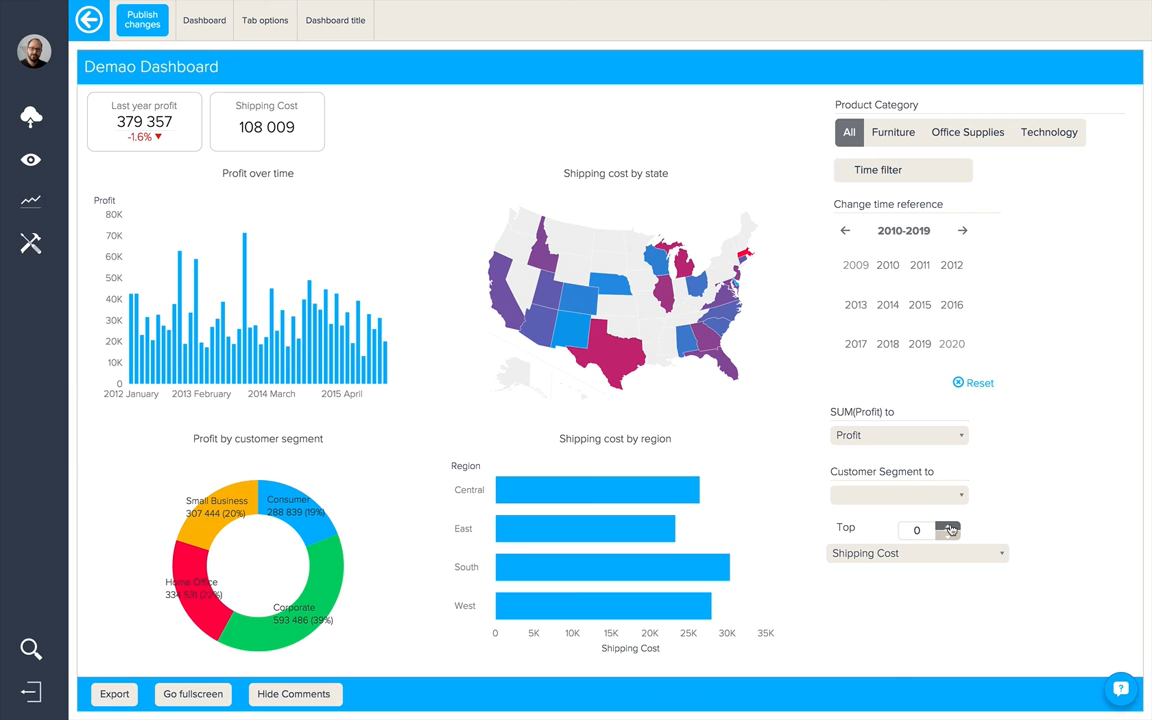 Publish changes
Dashboard
Tab options
Dashboard title
Demao Dashboard
Last year profit
379 357
-1.6%
Shipping Cost
108 009
Product Category
All
Furniture
Office Supplies
Technology
Time filter
Change time reference
2010-2019
2009 2010 2011 2012
2013 2014 2015 2016
2017 2018 2019 2020
Reset
SUM(Profit) to
Profit
Customer Segment to
Top
0
Shipping Cost
Profit over time
Profit
80K
70K
60K
50K
40K
30K
20K
10K
0
2012 January
2013 February
2014 March
2015 April
Shipping cost by state
Profit by customer segment
Small Business
307 444 (20%)
Consumer
288 839 (19%)
Home Office
Corporate
593 486 (39%)
Shipping cost by region
Region
Central
East
South
West
0 5K 10K 15K 20K 25K 30K 35K
Shipping Cost
Export
Go fullscreen
Hide Comments
?